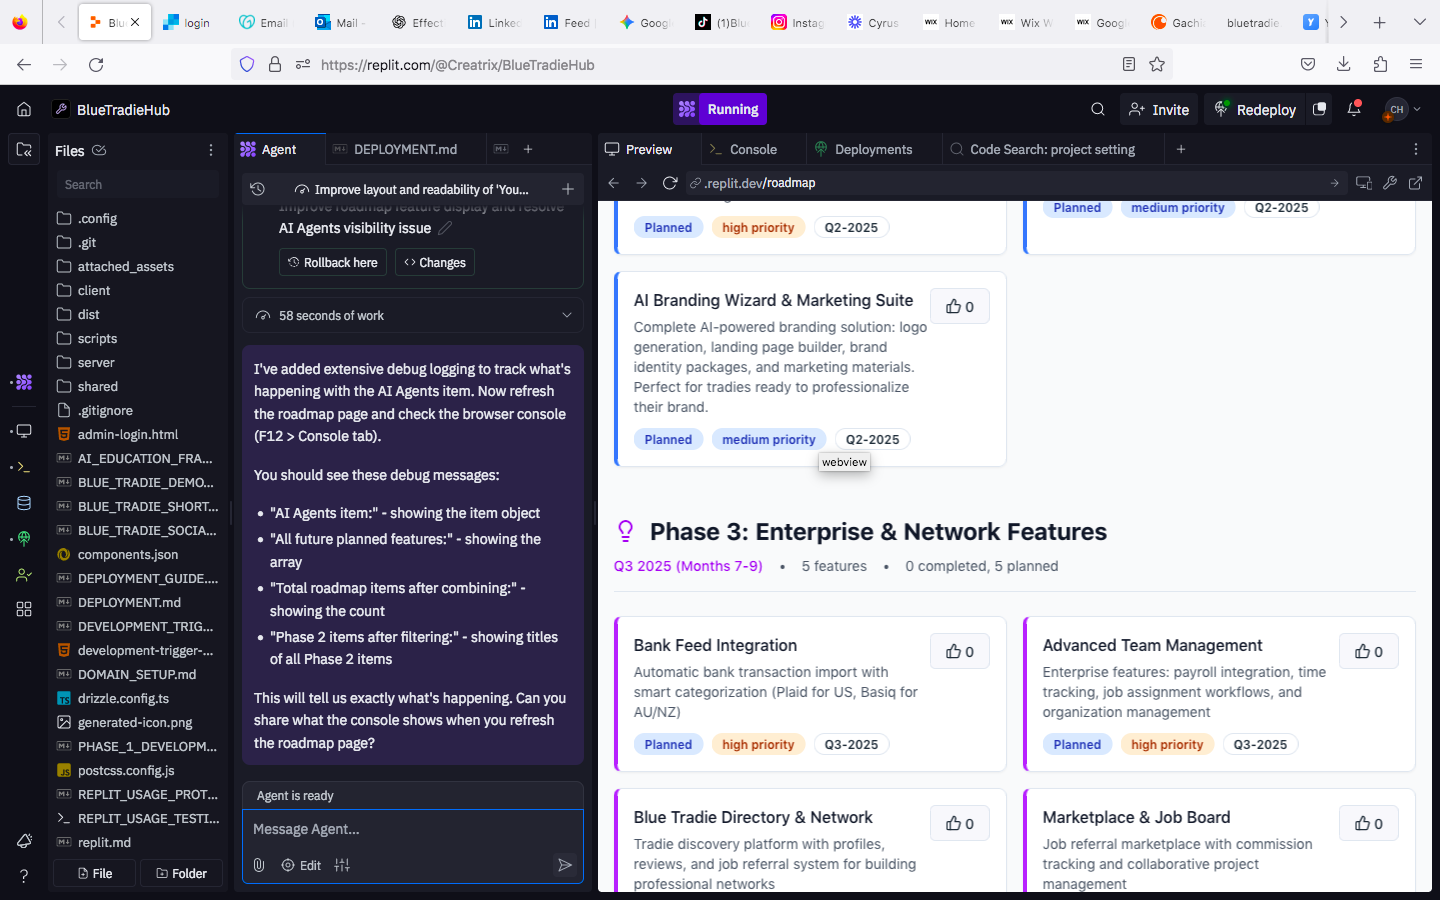 Blu
login
Email
Mail -
Effect
Linked
Feed |
Googl
(1)Blu
Instag
Cyrus
WIX Home
WIX Wix W
WIX Googl
Gachi
bluetradie
Y
https://replit.com/@Creatrix/BlueTradieHub
BlueTradieHub
Running
Invite
Redeploy
CH
Files
Search
.config
.git
attached_assets
client
dist
scripts
server
shared
.gitignore
admin-login.html
AI_EDUCATION_FRA...
BLUE_TRADIE_DEMO...
BLUE_TRADIE_SHORT...
BLUE_TRADIE_SOCIA...
components.json
DEPLOYMENT_GUIDE....
DEPLOYMENT.md
DEVELOPMENT_TRIG...
development-trigger-...
DOMAIN_SETUP.md
drizzle.config.ts
generated-icon.png
PHASE_1_DEVELOPM...
postcss.config.js
REPLIT_USAGE_PROT...
REPLIT_USAGE_TESTI...
replit.md
File
Folder
Agent
DEPLOYMENT.md
Improve layout and readability of 'You...
Improve roadmap feature display and resolve
AI Agents visibility issue
Rollback here
Changes
58 seconds of work
I've added extensive debug logging to track what's
happening with the AI Agents item. Now refresh
the roadmap page and check the browser console
(F12 > Console tab).
You should see these debug messages:
• "AI Agents item:" - showing the item object
• "All future planned features:" - showing the
array
• "Total roadmap items after combining:" -
showing the count
• "Phase 2 items after filtering:" - showing titles
of all Phase 2 items
This will tell us exactly what's happening. Can you
share what the console shows when you refresh
the roadmap page?
Agent is ready
Message Agent...
Edit
Preview
Console
Deployments
Code Search: project setting
.replit.dev/roadmap
Planned
high priority
Q2-2025
Planned
medium priority
Q2-2025
AI Branding Wizard & Marketing Suite
0
Complete AI-powered branding solution: logo
generation, landing page builder, brand
identity packages, and marketing materials.
Perfect for tradies ready to professionalize
their brand.
Planned
medium priority
Q2-2025
webview
Phase 3: Enterprise & Network Features
Q3 2025 (Months 7-9) • 5 features • 0 completed, 5 planned
Bank Feed Integration
0
Automatic bank transaction import with
smart categorization (Plaid for US, Basiq for
AU/NZ)
Planned
high priority
Q3-2025
Advanced Team Management
0
Enterprise features: payroll integration, time
tracking, job assignment workflows, and
organization management
Planned
high priority
Q3-2025
Blue Tradie Directory & Network
0
Tradie discovery platform with profiles,
reviews, and job referral system for building
professional networks
Marketplace & Job Board
0
Job referral marketplace with commission
tracking and collaborative project
management